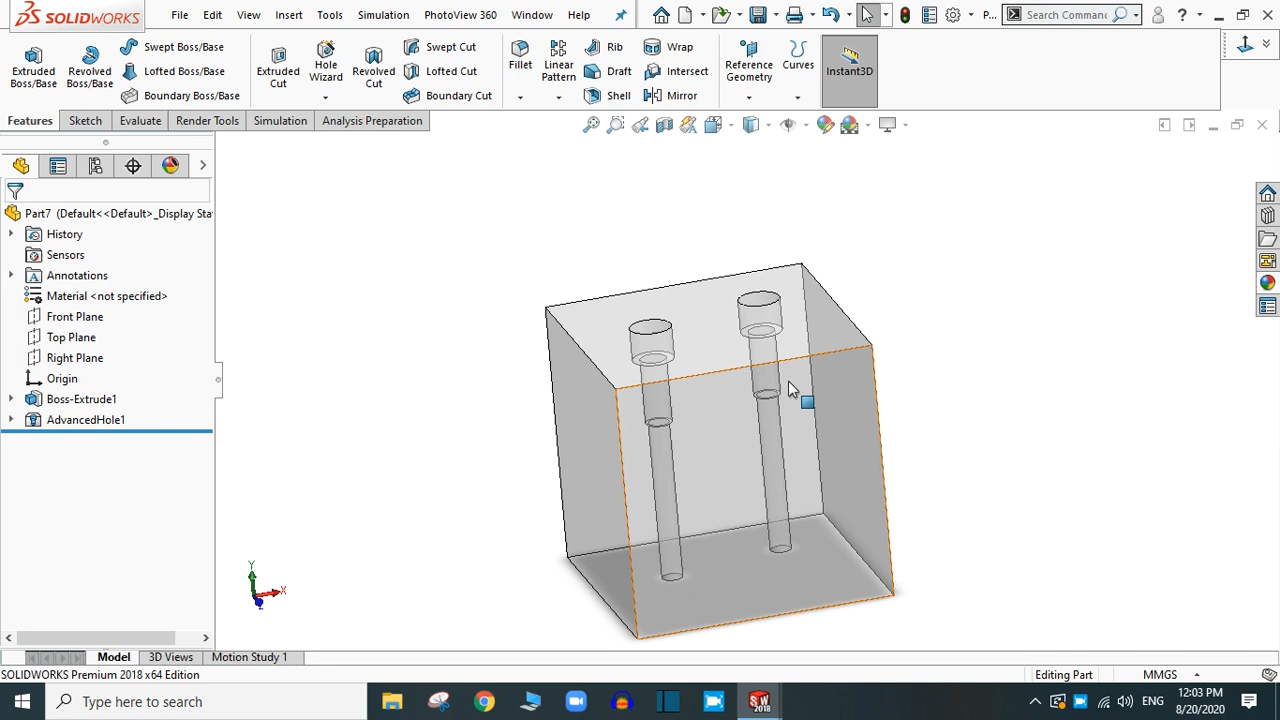 SOLIDWORKS File Edit View Insert Tools Simulation PhotoView 360 Window Help P... Search Command ?
Extruded Boss/Base
Revolved Boss/Base
Swept Boss/Base
Lofted Boss/Base
Boundary Boss/Base
Extruded Cut
Hole Wizard
Revolved Cut
Swept Cut
Lofted Cut
Boundary Cut
Fillet
Linear Pattern
Rib
Draft
Shell
Wrap
Intersect
Mirror
Reference Geometry
Curves
Instant3D
Features Sketch Evaluate Render Tools Simulation Analysis Preparation
Part7 (Default<<Default>_Display Sta
History
Sensors
Annotations
Material <not specified>
Front Plane
Top Plane
Right Plane
Origin
Boss-Extrude1
AdvancedHole1
Y
X
Z
Model 3D Views Motion Study 1
SOLIDWORKS Premium 2018 x64 Edition Editing Part MMGS
Type here to search
SW
2018
ENG
12:03 PM
8/20/2020